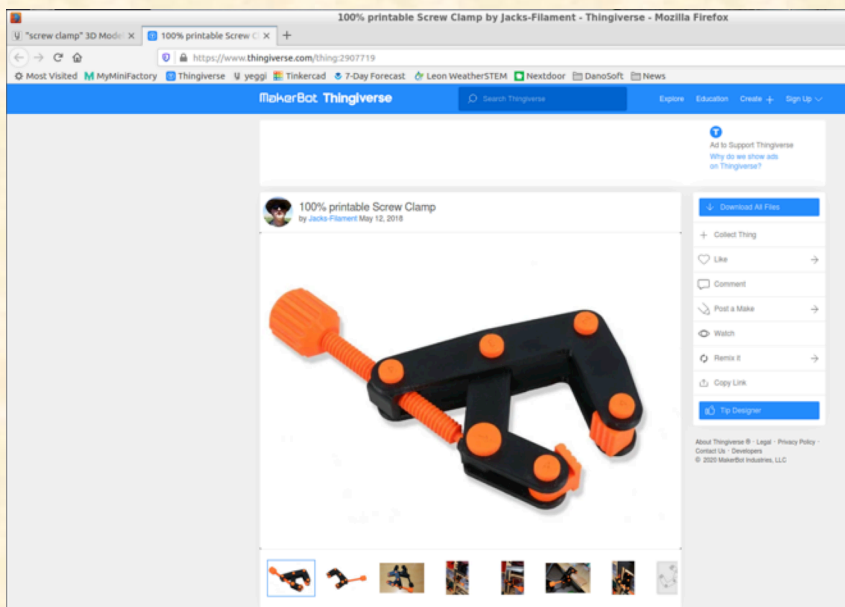 100% printable Screw Clamp by Jacks-Filament - Thingiverse - Mozilla Firefox
"screw clamp" 3D Model
100% printable Screw C
https://www.thingiverse.com/thing:2907719
Most Visited MyMiniFactory Thingiverse yeggi Tinkercad 7-Day Forecast Leon WeatherSTEM Nextdoor DanoSoft News
MakerBot Thingiverse Search Thingiverse Explore Education Create + Sign Up
Ad to Support Thingiverse
Why do we show ads
on Thingiverse?
100% printable Screw Clamp
by Jacks-Filament May 12, 2018
Download All Files
Collect Thing
Like
Comment
Post a Make
Watch
Remix it
Copy Link
Tip Designer
About Thingiverse ® · Legal · Privacy Policy ·
Contact Us · Developers
© 2020 MakerBot Industries, LLC